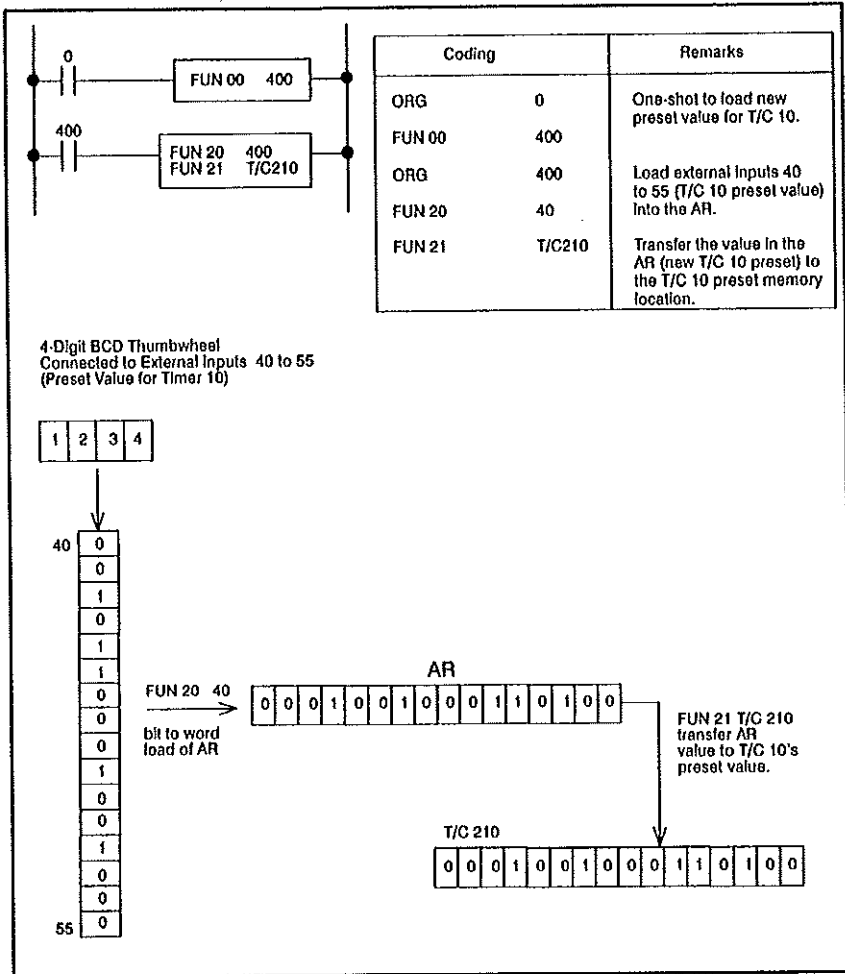 0
FUN 00 400
400
FUN 20 400
FUN 21 T/C210
Coding Remarks
ORG 0 One-shot to load new
preset value for T/C 10.
FUN 00 400
ORG 400 Load external Inputs 40
to 55 (T/C 10 preset value)
FUN 20 40 into the AR.
FUN 21 T/C210 Transfer the value in the
AR (new T/C 10 preset) to
the T/C 10 preset memory
location.
4-Digit BCD Thumbwheel
Connected to External Inputs 40 to 55
(Preset Value for Timer 10)
1 2 3 4
40 0
0
1
0
1
1
0
0
0
1
0
0
1
0
0
55 0
FUN 20 40
bit to word
load of AR
AR
0 0 0 1 0 0 1 0 0 0 1 1 0 1 0 0
FUN 21 T/C 210
transfer AR
value to T/C 10's
preset value.
T/C 210
0 0 0 1 0 0 1 0 0 0 1 1 0 1 0 0